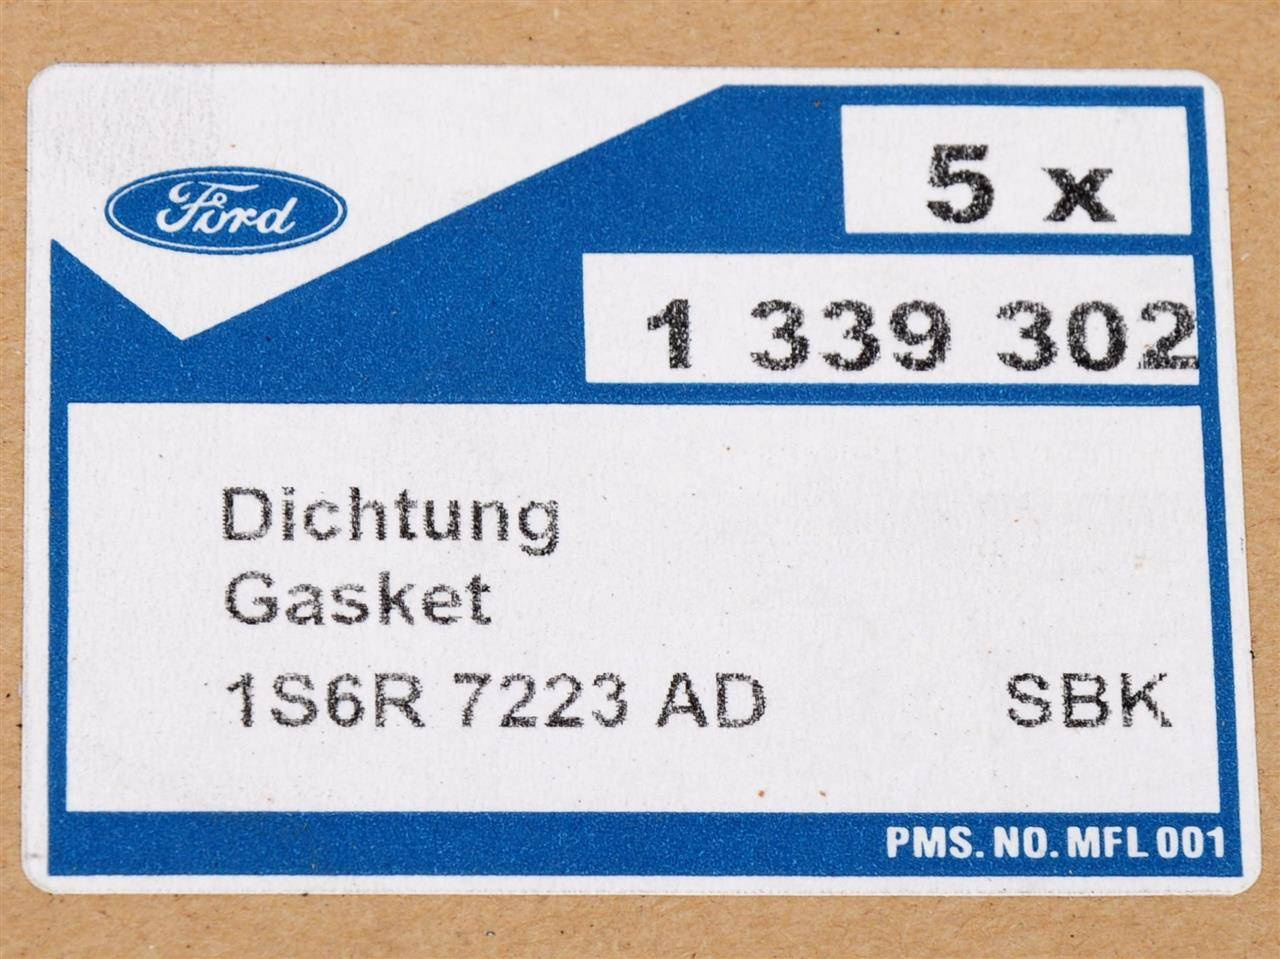 Ford
5 x
1 339 302
Dichtung
Gasket
1S6R 7223 AD SBK
PMS. NO. MFL 001